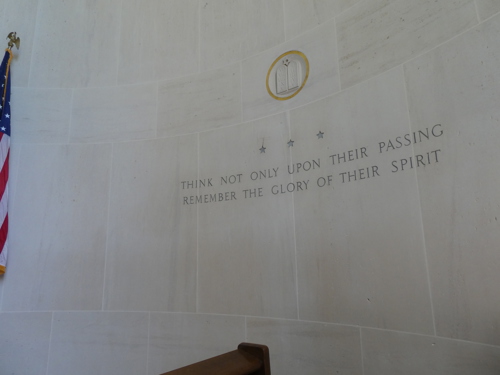 THINK NOT ONLY UPON THEIR PASSING
REMEMBER THE GLORY OF THEIR SPIRIT